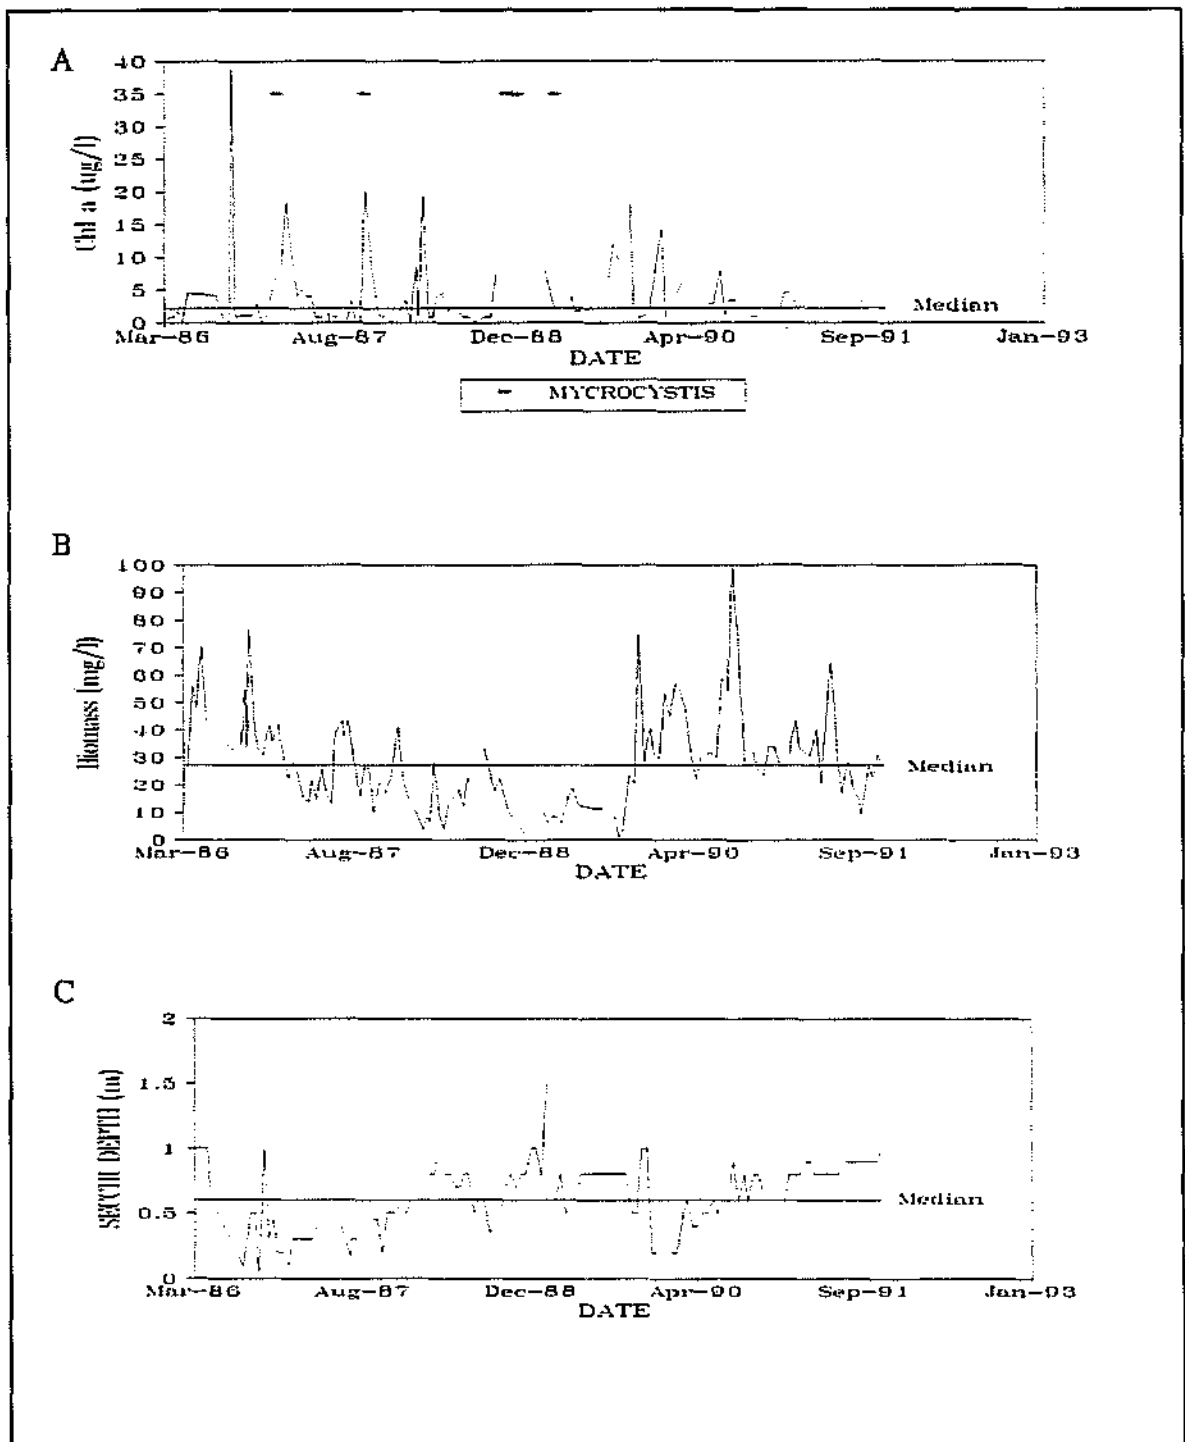 A
40
35
30
25
20
15
10
5
0
Chl a (ug/l)
Median
Mar-86 Aug-87 Dec-88 Apr-90 Sep-91 Jan-93
DATE
MYCROCYSTIS
B
100
90
80
70
60
50
40
30
20
10
0
Biomass (mg/l)
Median
Mar-86 Aug-87 Dec-88 Apr-90 Sep-91 Jan-93
DATE
C
2
1.5
1
0.5
0
SECCHI DEPTH (m)
Median
Mar-86 Aug-87 Dec-88 Apr-90 Sep-91 Jan-93
DATE